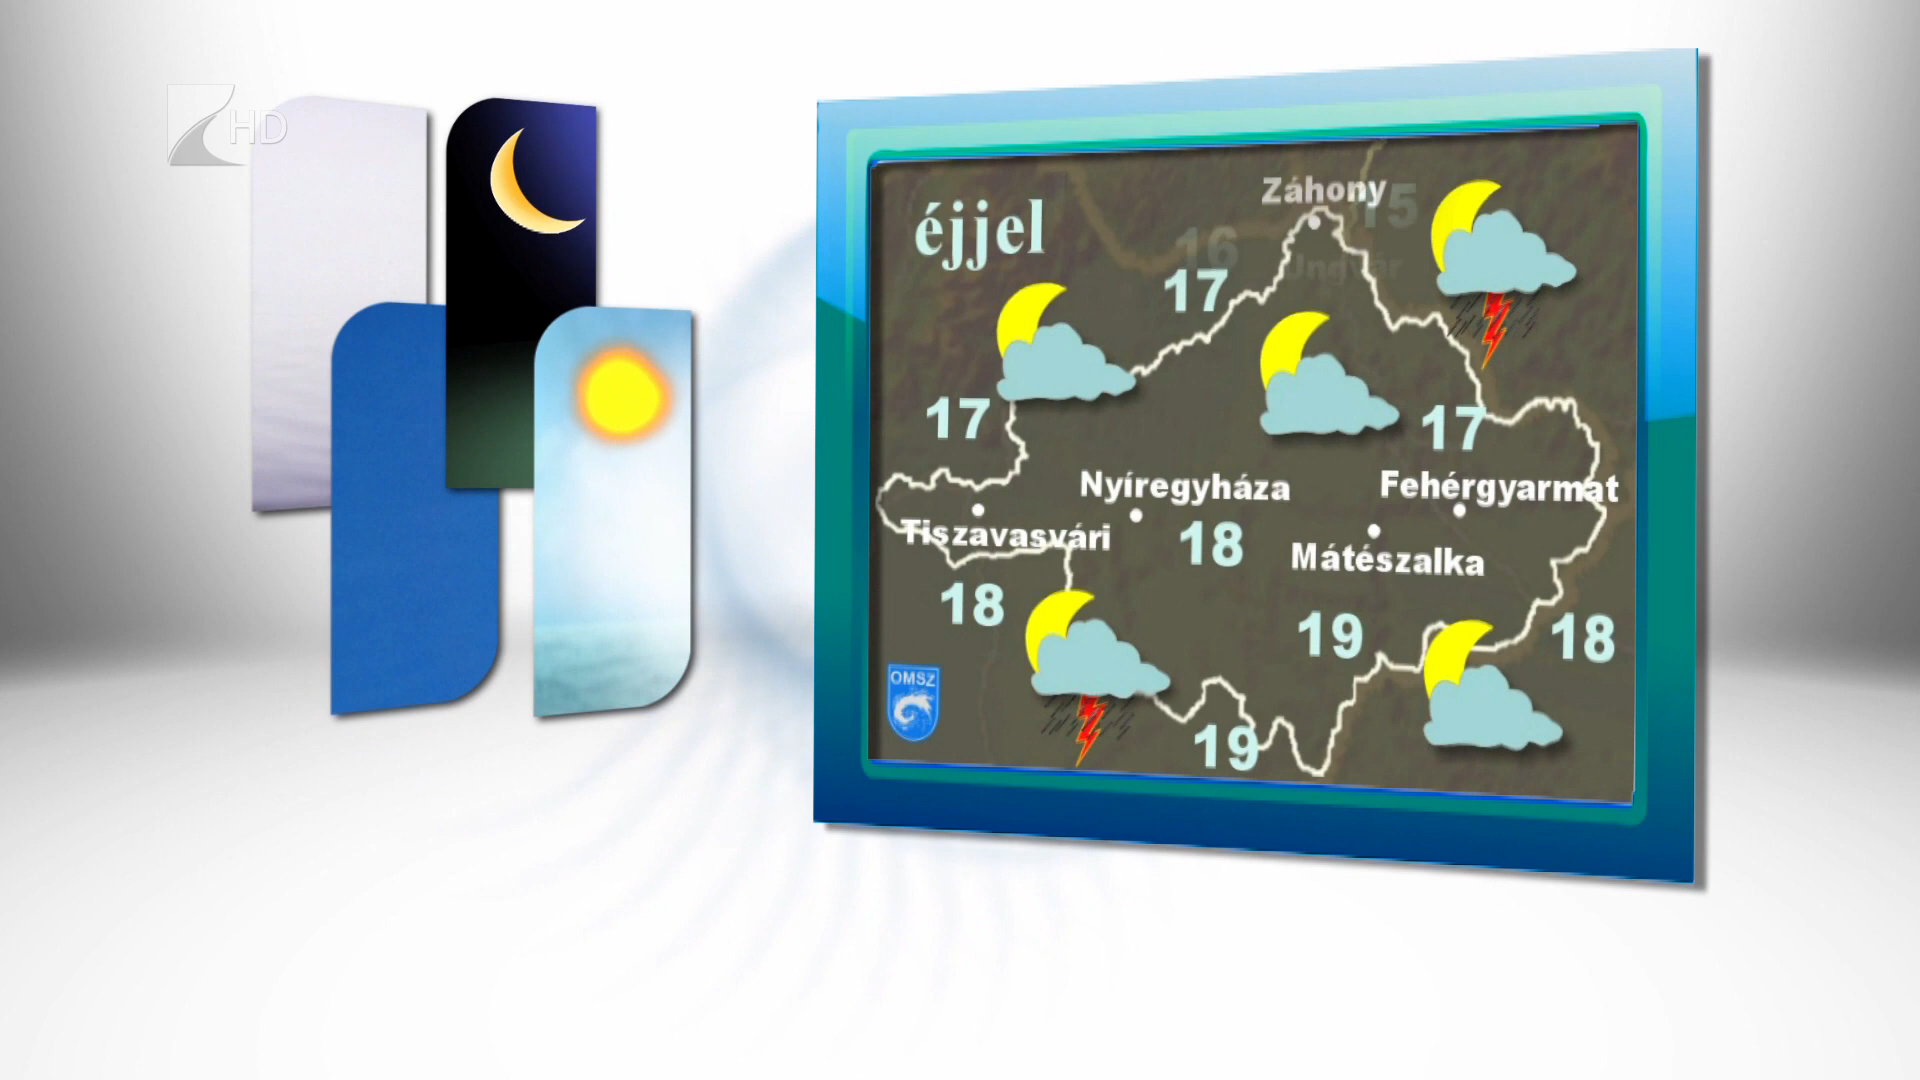 HD
éjjel
Záhony
15
16
Ungvár
17
17
17
Nyíregyháza
Fehérgyarmat
Tiszavasvári
18
Mátészalka
18
19
18
OMSZ
19